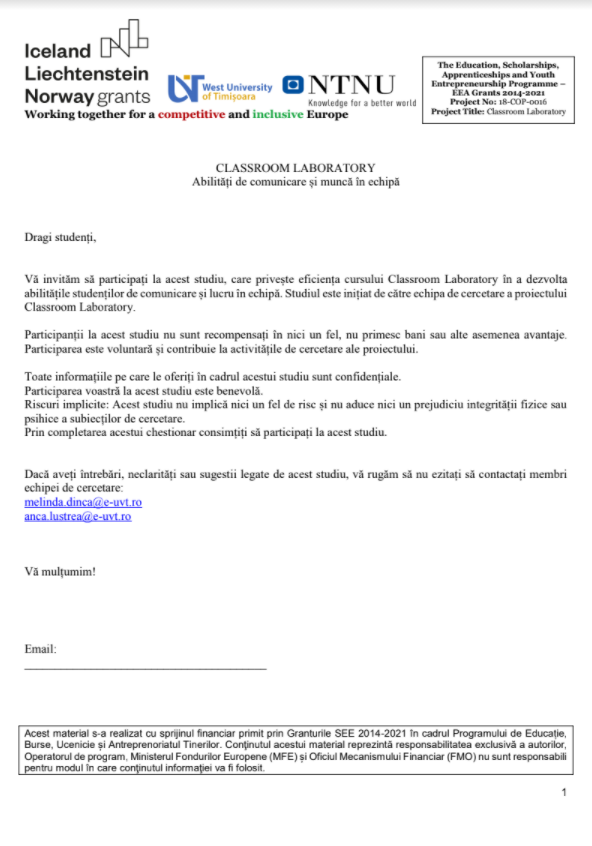 Iceland
Liechtenstein
Norway grants
UT West University
of Timișoara
NTNU
Knowledge for a better world
Working together for a competitive and inclusive Europe
The Education, Scholarships,
Apprenticeships and Youth
Entrepreneurship Programme –
EEA Grants 2014-2021
Project No: 18-COP-0016
Project Title: Classroom Laboratory
CLASSROOM LABORATORY
Abilități de comunicare și muncă în echipă
Dragi studenți,
Vă invităm să participați la acest studiu, care privește eficiența cursului Classroom Laboratory în a dezvolta
abilitățile studenților de comunicare și lucru în echipă. Studiul este inițiat de către echipa de cercetare a proiectului
Classroom Laboratory.
Participanții la acest studiu nu sunt recompensați în nici un fel, nu primesc bani sau alte asemenea avantaje.
Participarea este voluntară și contribuie la activitățile de cercetare ale proiectului.
Toate informațiile pe care le oferiți în cadrul acestui studiu sunt confidențiale.
Participarea voastră la acest studiu este benevolă.
Riscuri implicite: Acest studiu nu implică nici un fel de risc și nu aduce nici un prejudiciu integrității fizice sau
psihice a subiecților de cercetare.
Prin completarea acestui chestionar consimțiți să participați la acest studiu.
Dacă aveți întrebări, neclarități sau sugestii legate de acest studiu, vă rugăm să nu ezitați să contactați membri
echipei de cercetare:
melinda.dinca@e-uvt.ro
anca.lustrea@e-uvt.ro
Vă mulțumim!
Email:
Acest material s-a realizat cu sprijinul financiar primit prin Granturile SEE 2014-2021 în cadrul Programului de Educație,
Burse, Ucenicie și Antreprenoriatul Tinerilor. Conţinutul acestui material reprezintă responsabilitatea exclusivă a autorilor,
Operatorul de program, Ministerul Fondurilor Europene (MFE) și Oficiul Mecanismului Financiar (FMO) nu sunt responsabili
pentru modul în care conţinutul informaţiei va fi folosit.
1